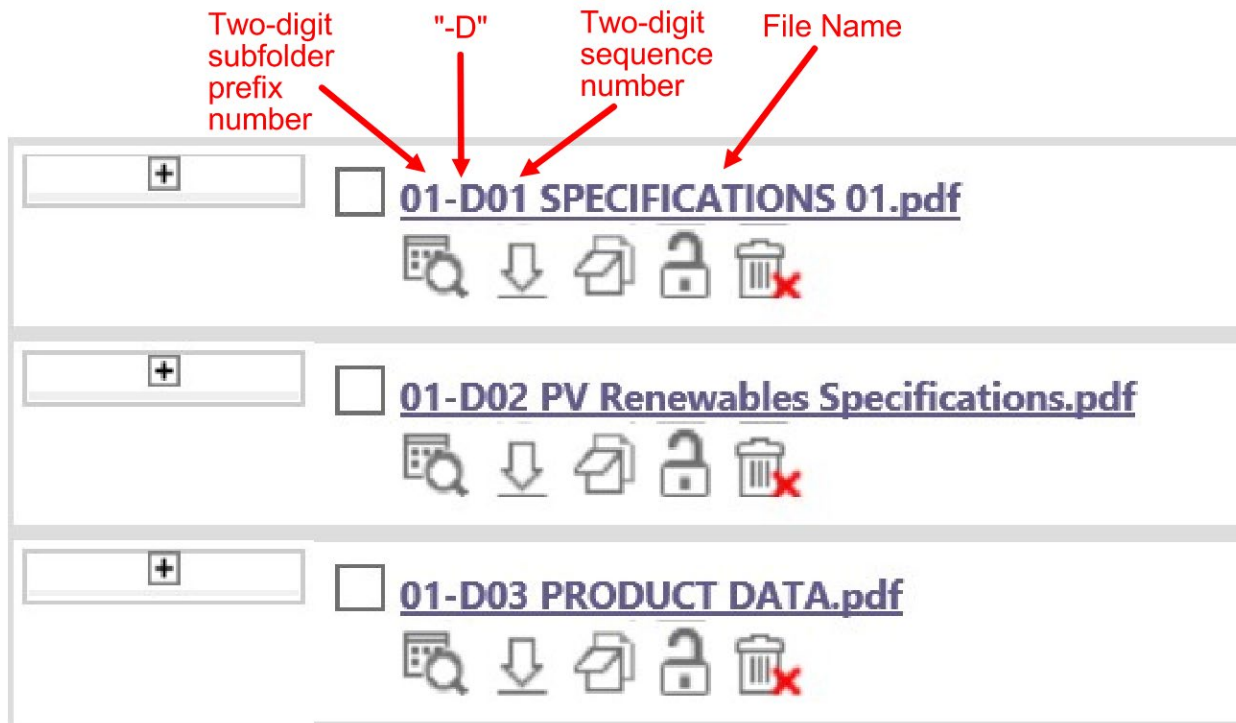 Two-digit
subfolder
prefix
number
"-D"
Two-digit
sequence
number
File Name
01-D01 SPECIFICATIONS 01.pdf
01-D02 PV Renewables Specifications.pdf
01-D03 PRODUCT DATA.pdf